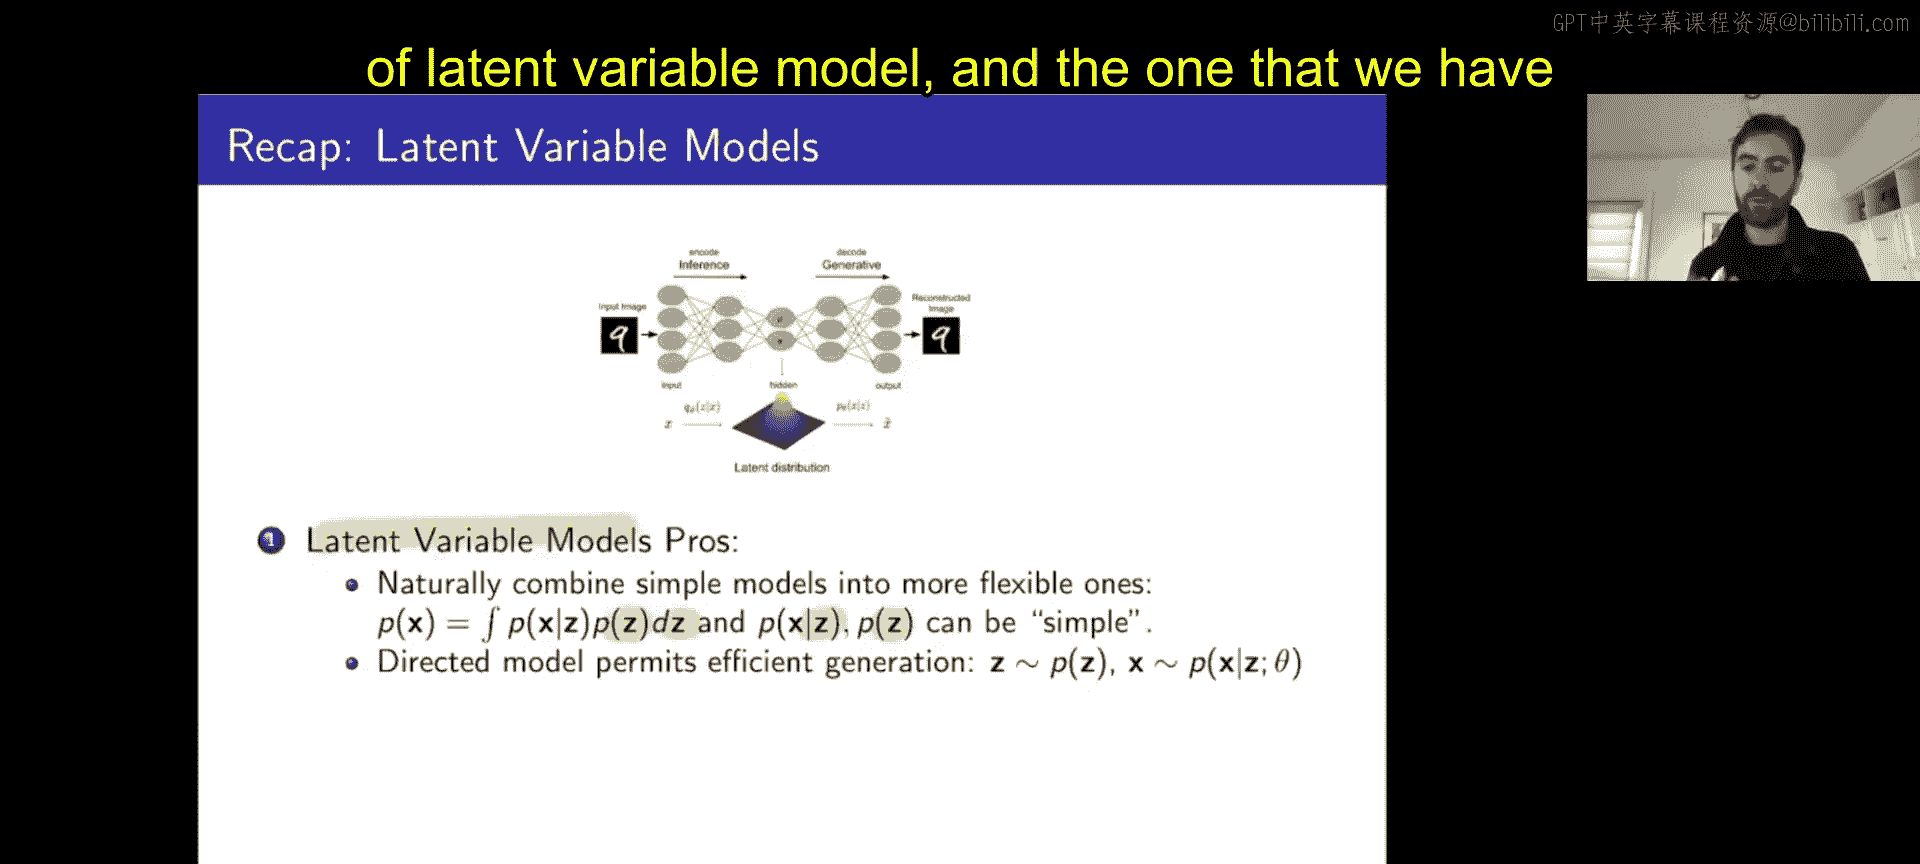 GPT中英字幕课程资源@bilibili.com
of latent variable model, and the one that we have
Recap: Latent Variable Models
encode
Inference
decode
Generative
Input Image
Reconstructed
Image
9
9
input
hidden
output
x
z
Latent distribution
1 Latent Variable Models Pros:
• Naturally combine simple models into more flexible ones:
p(x) = ∫ p(x|z)p(z)dz and p(x|z), p(z) can be “simple”.
• Directed model permits efficient generation: z ∼ p(z), x ∼ p(x|z; θ)